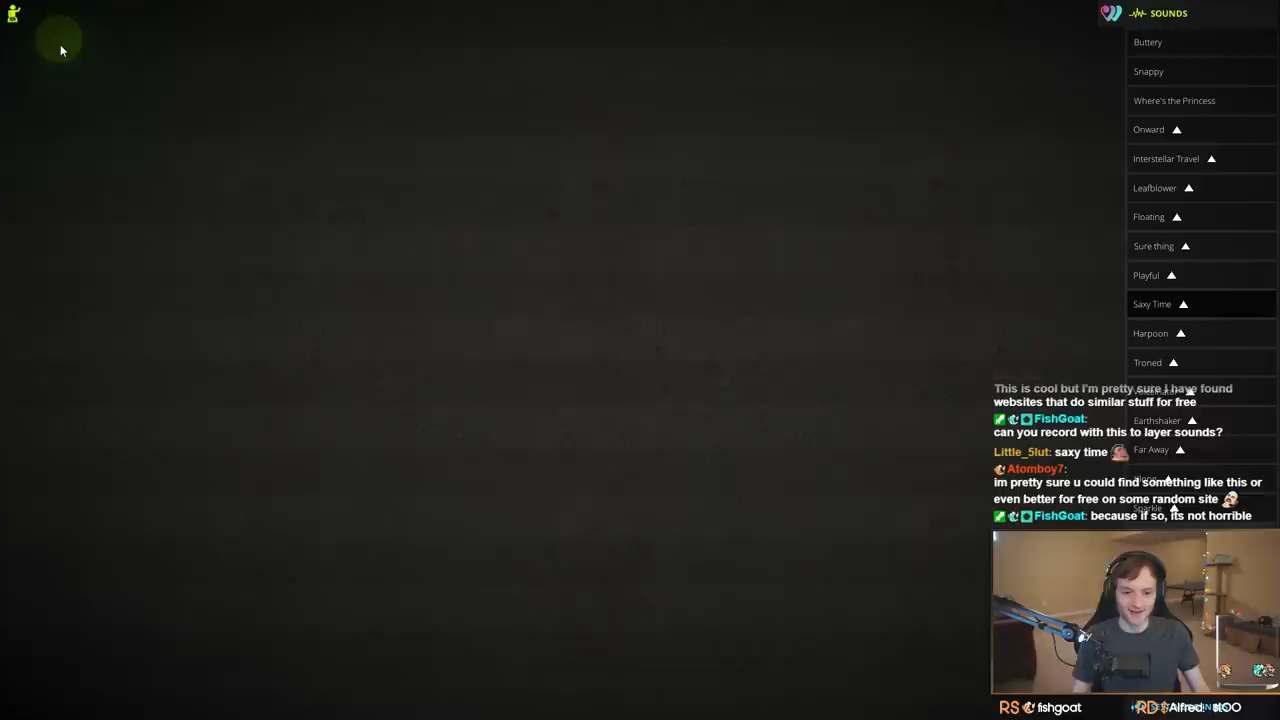 SOUNDS
Buttery
Snappy
Where's the Princess
Onward
Interstellar Travel
Leafblower
Floating
Sure thing
Playful
Saxy Time
Harpoon
Troned
Earthshaker
Far Away
Sparkle
This is cool but i'm pretty sure I have found
websites that do similar stuff for free
FishGoat:
can you record with this to layer sounds?
Little_5lut: saxy time
Atomboy7:
im pretty sure u could find something like this or
even better for free on some random site
FishGoat: because if so, its not horrible
RS fishgoat
RD Alfred